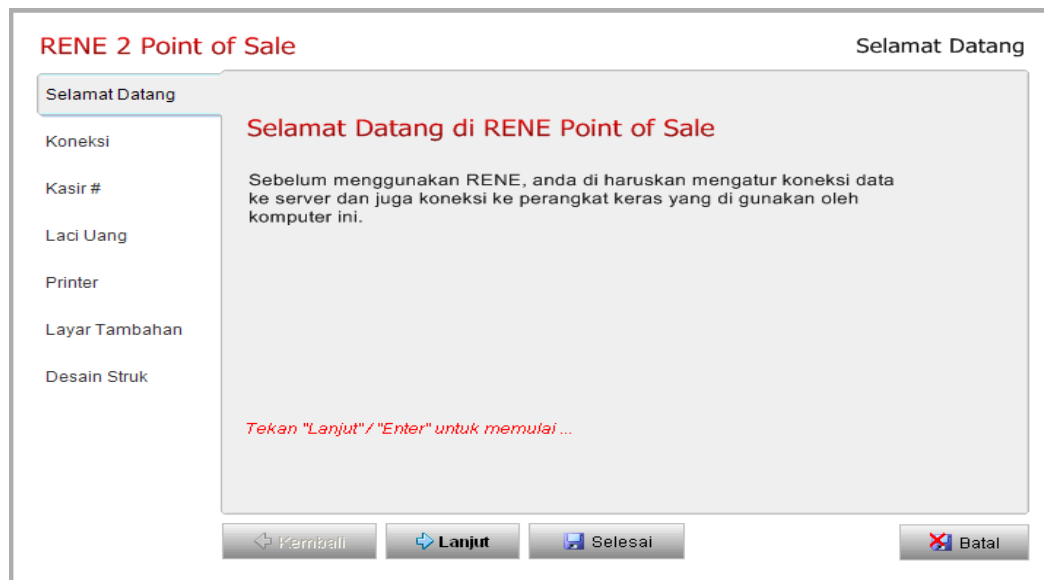 RENE 2 Point of Sale
Selamat Datang
Selamat Datang
Koneksi
Kasir #
Laci Uang
Printer
Layar Tambahan
Desain Struk
Selamat Datang di RENE Point of Sale
Sebelum menggunakan RENE, anda di haruskan mengatur koneksi data
ke server dan juga koneksi ke perangkat keras yang di gunakan oleh
komputer ini.
Tekan "Lanjut"/ "Enter" untuk memulai ...
Kembali
Lanjut
Selesai
Batal